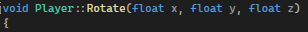 void Player::Rotate(float x, float y, float z)
{